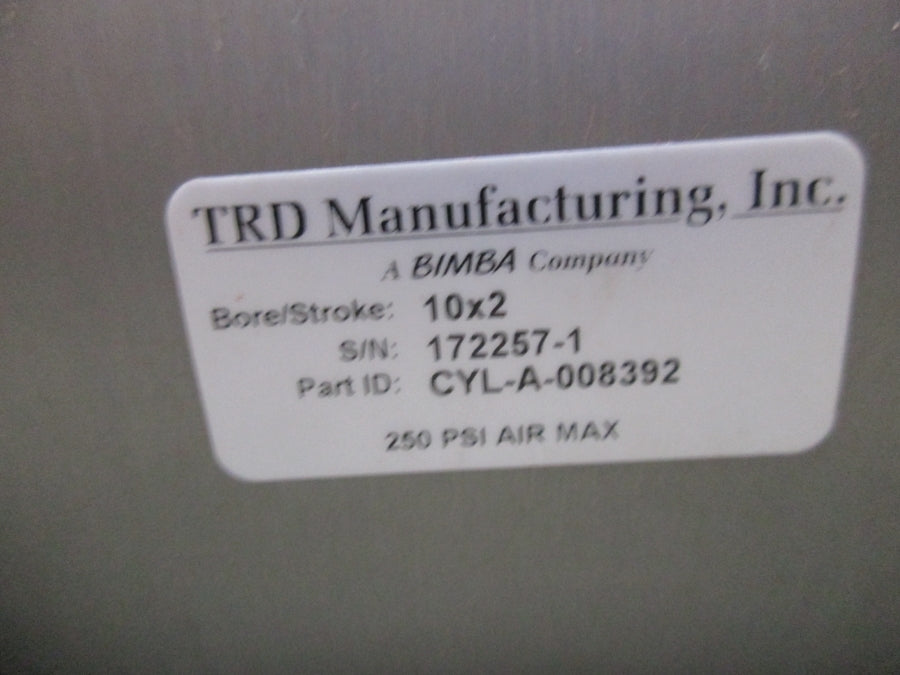 TRD Manufacturing, Inc.
A BIMBA Company
Bore/Stroke: 10x2
S/N: 172257-1
Part ID: CYL-A-008392
250 PSI AIR MAX